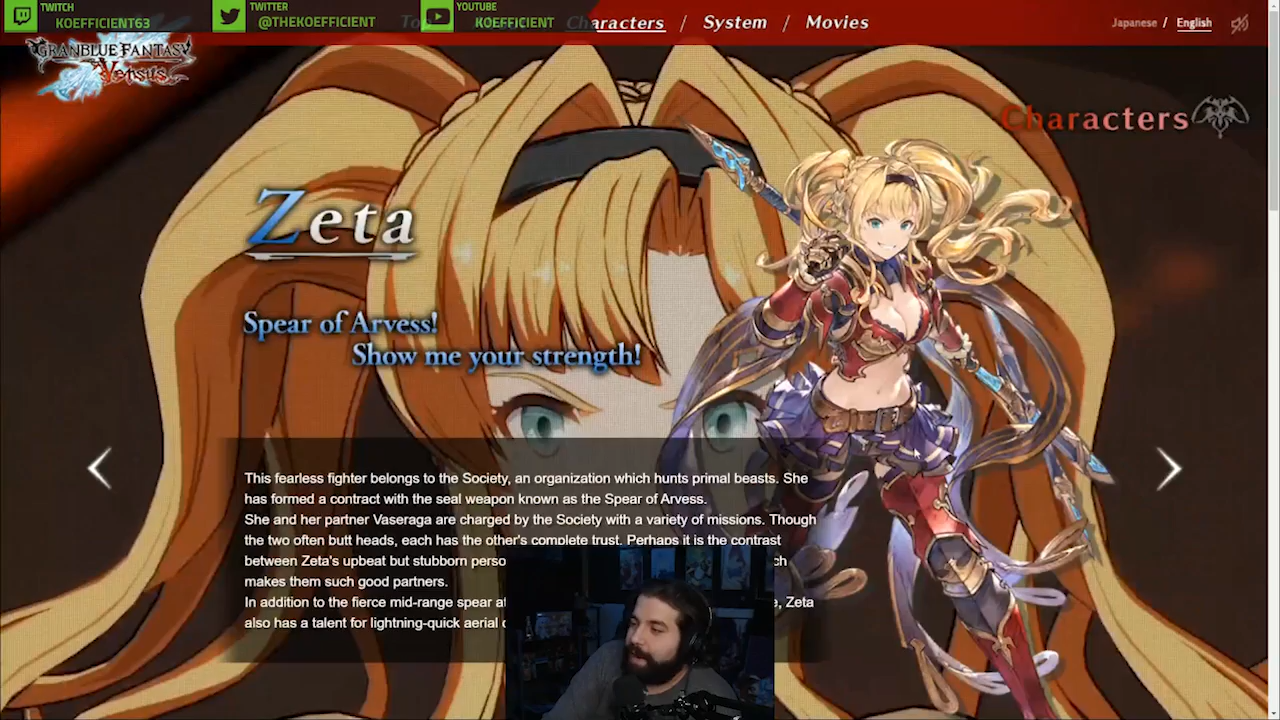 TWITCH
KOEFFICIENT63
TWITTER
@THEKOEFFICIENT
YOUTUBE
KOEFFICIENT
Characters / System / Movies
Japanese / English
GRANBLUE FANTASY
Versus
Characters
Zeta
Spear of Arvess!
Show me your strength!
This fearless fighter belongs to the Society, an organization which hunts primal beasts. She
has formed a contract with the seal weapon known as the Spear of Arvess.
She and her partner Vaseraga are charged by the Society with a variety of missions. Though
the two often butt heads, each has the other's complete trust. Perhaps it is the contrast
between Zeta's upbeat but stubborn
makes them such good partners.
In addition to the fierce mid-range spear Zeta
also has a talent for lightning-quick aerial